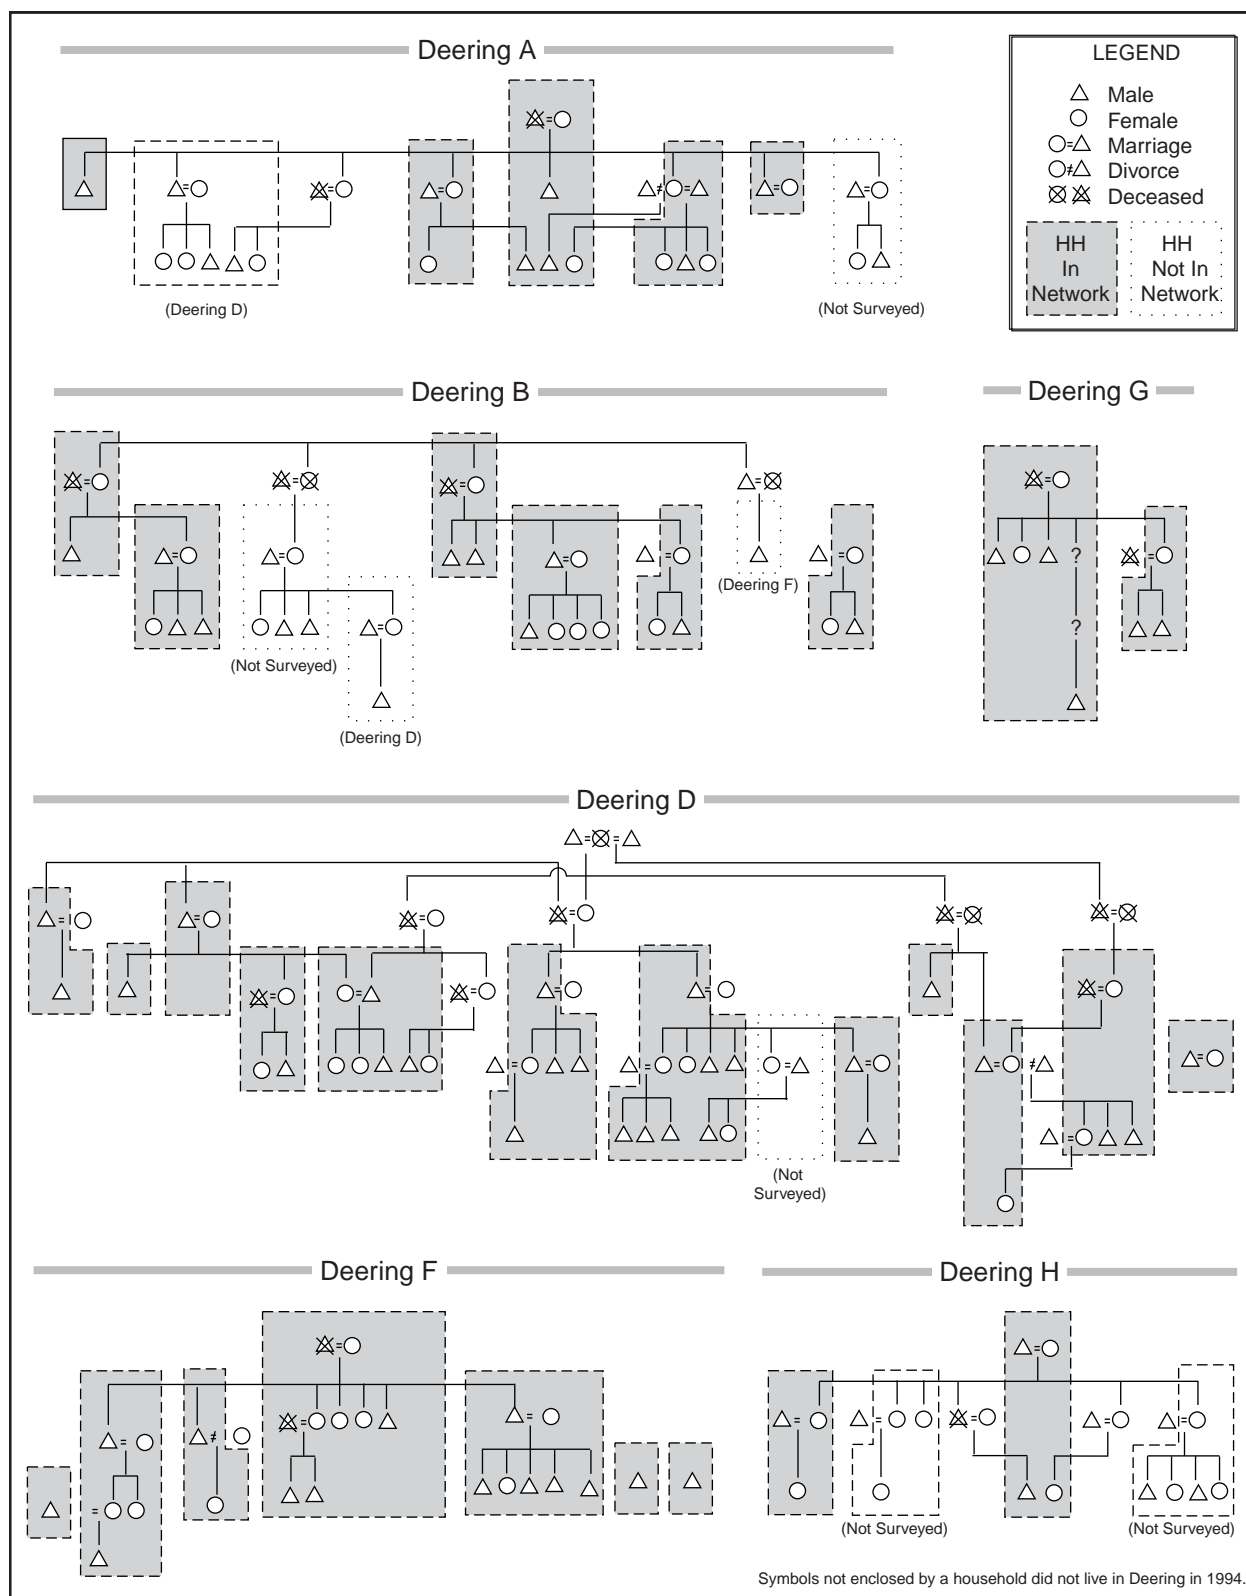 Deering A
LEGEND
Male
Female
Marriage
Divorce
Deceased
HH
In
Network
HH
Not In
Network
(Deering D)
(Not Surveyed)
Deering B
Deering G
(Deering F)
(Not Surveyed)
(Deering D)
?
?
Deering D
(Not
Surveyed)
Deering F
Deering H
(Not Surveyed)
(Not Surveyed)
Symbols not enclosed by a household did not live in Deering in 1994.